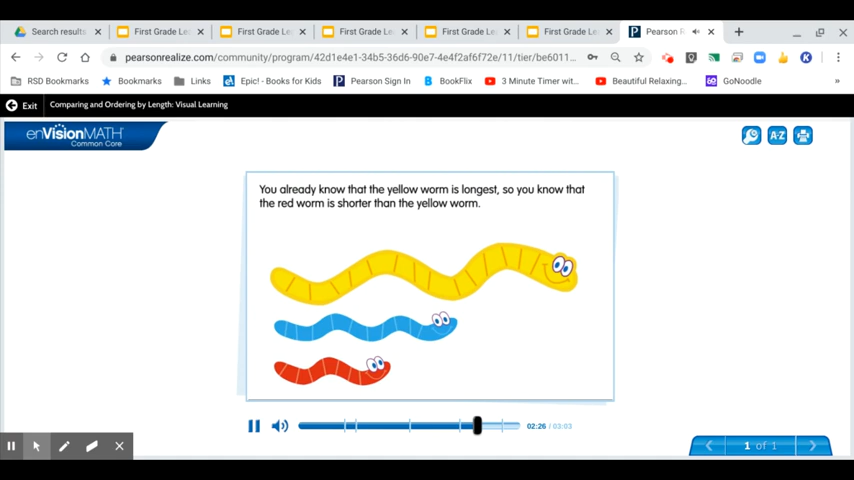 Search results
First Grade Le
First Grade Le
First Grade Le
First Grade Le
First Grade Le
Pearson R
pearsonrealize.com/community/program/42d1e4e1-34b5-36d6-90e7-4e4f2af6f72e/11/tier/be6011...
RSD Bookmarks
Bookmarks
Links
Epic! - Books for Kids
Pearson Sign In
BookFlix
3 Minute Timer wit...
Beautiful Relaxing...
GoNoodle
Exit
Comparing and Ordering by Length: Visual Learning
enVisionMATH
Common Core
A-Z
You already know that the yellow worm is longest, so you know that
the red worm is shorter than the yellow worm.
02:26 / 03:03
1 of 1